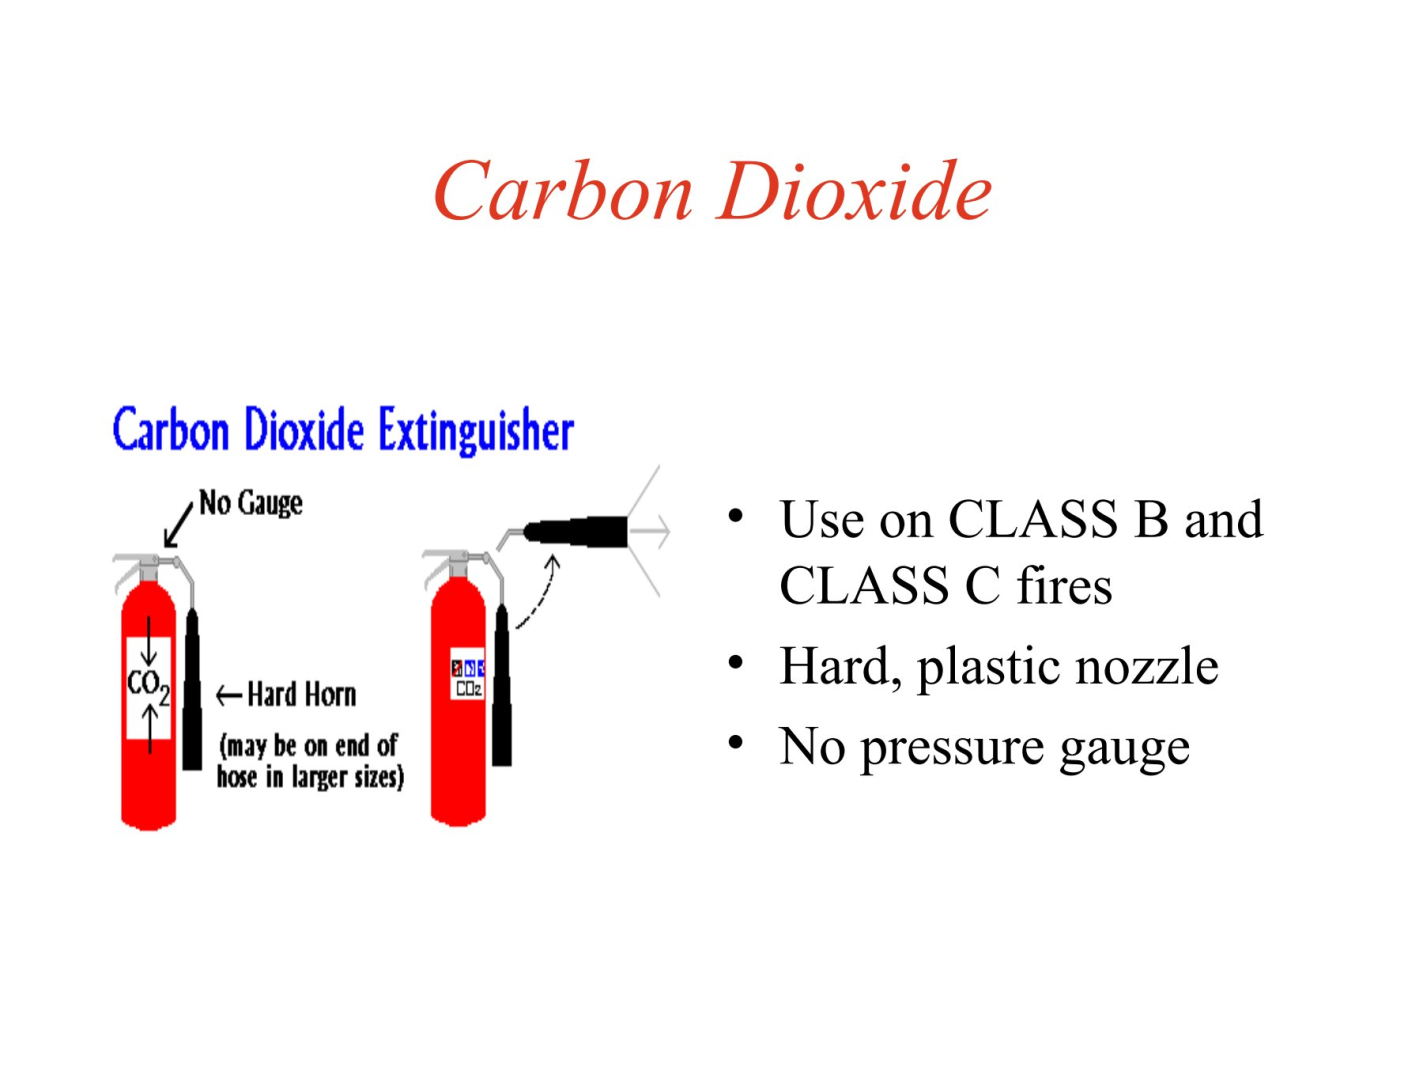 Carbon Dioxide
Carbon Dioxide Extinguisher
No Gauge
CO2
Hard Horn
(may be on end of
hose in larger sizes)
CO2
• Use on CLASS B and
CLASS C fires
• Hard, plastic nozzle
• No pressure gauge